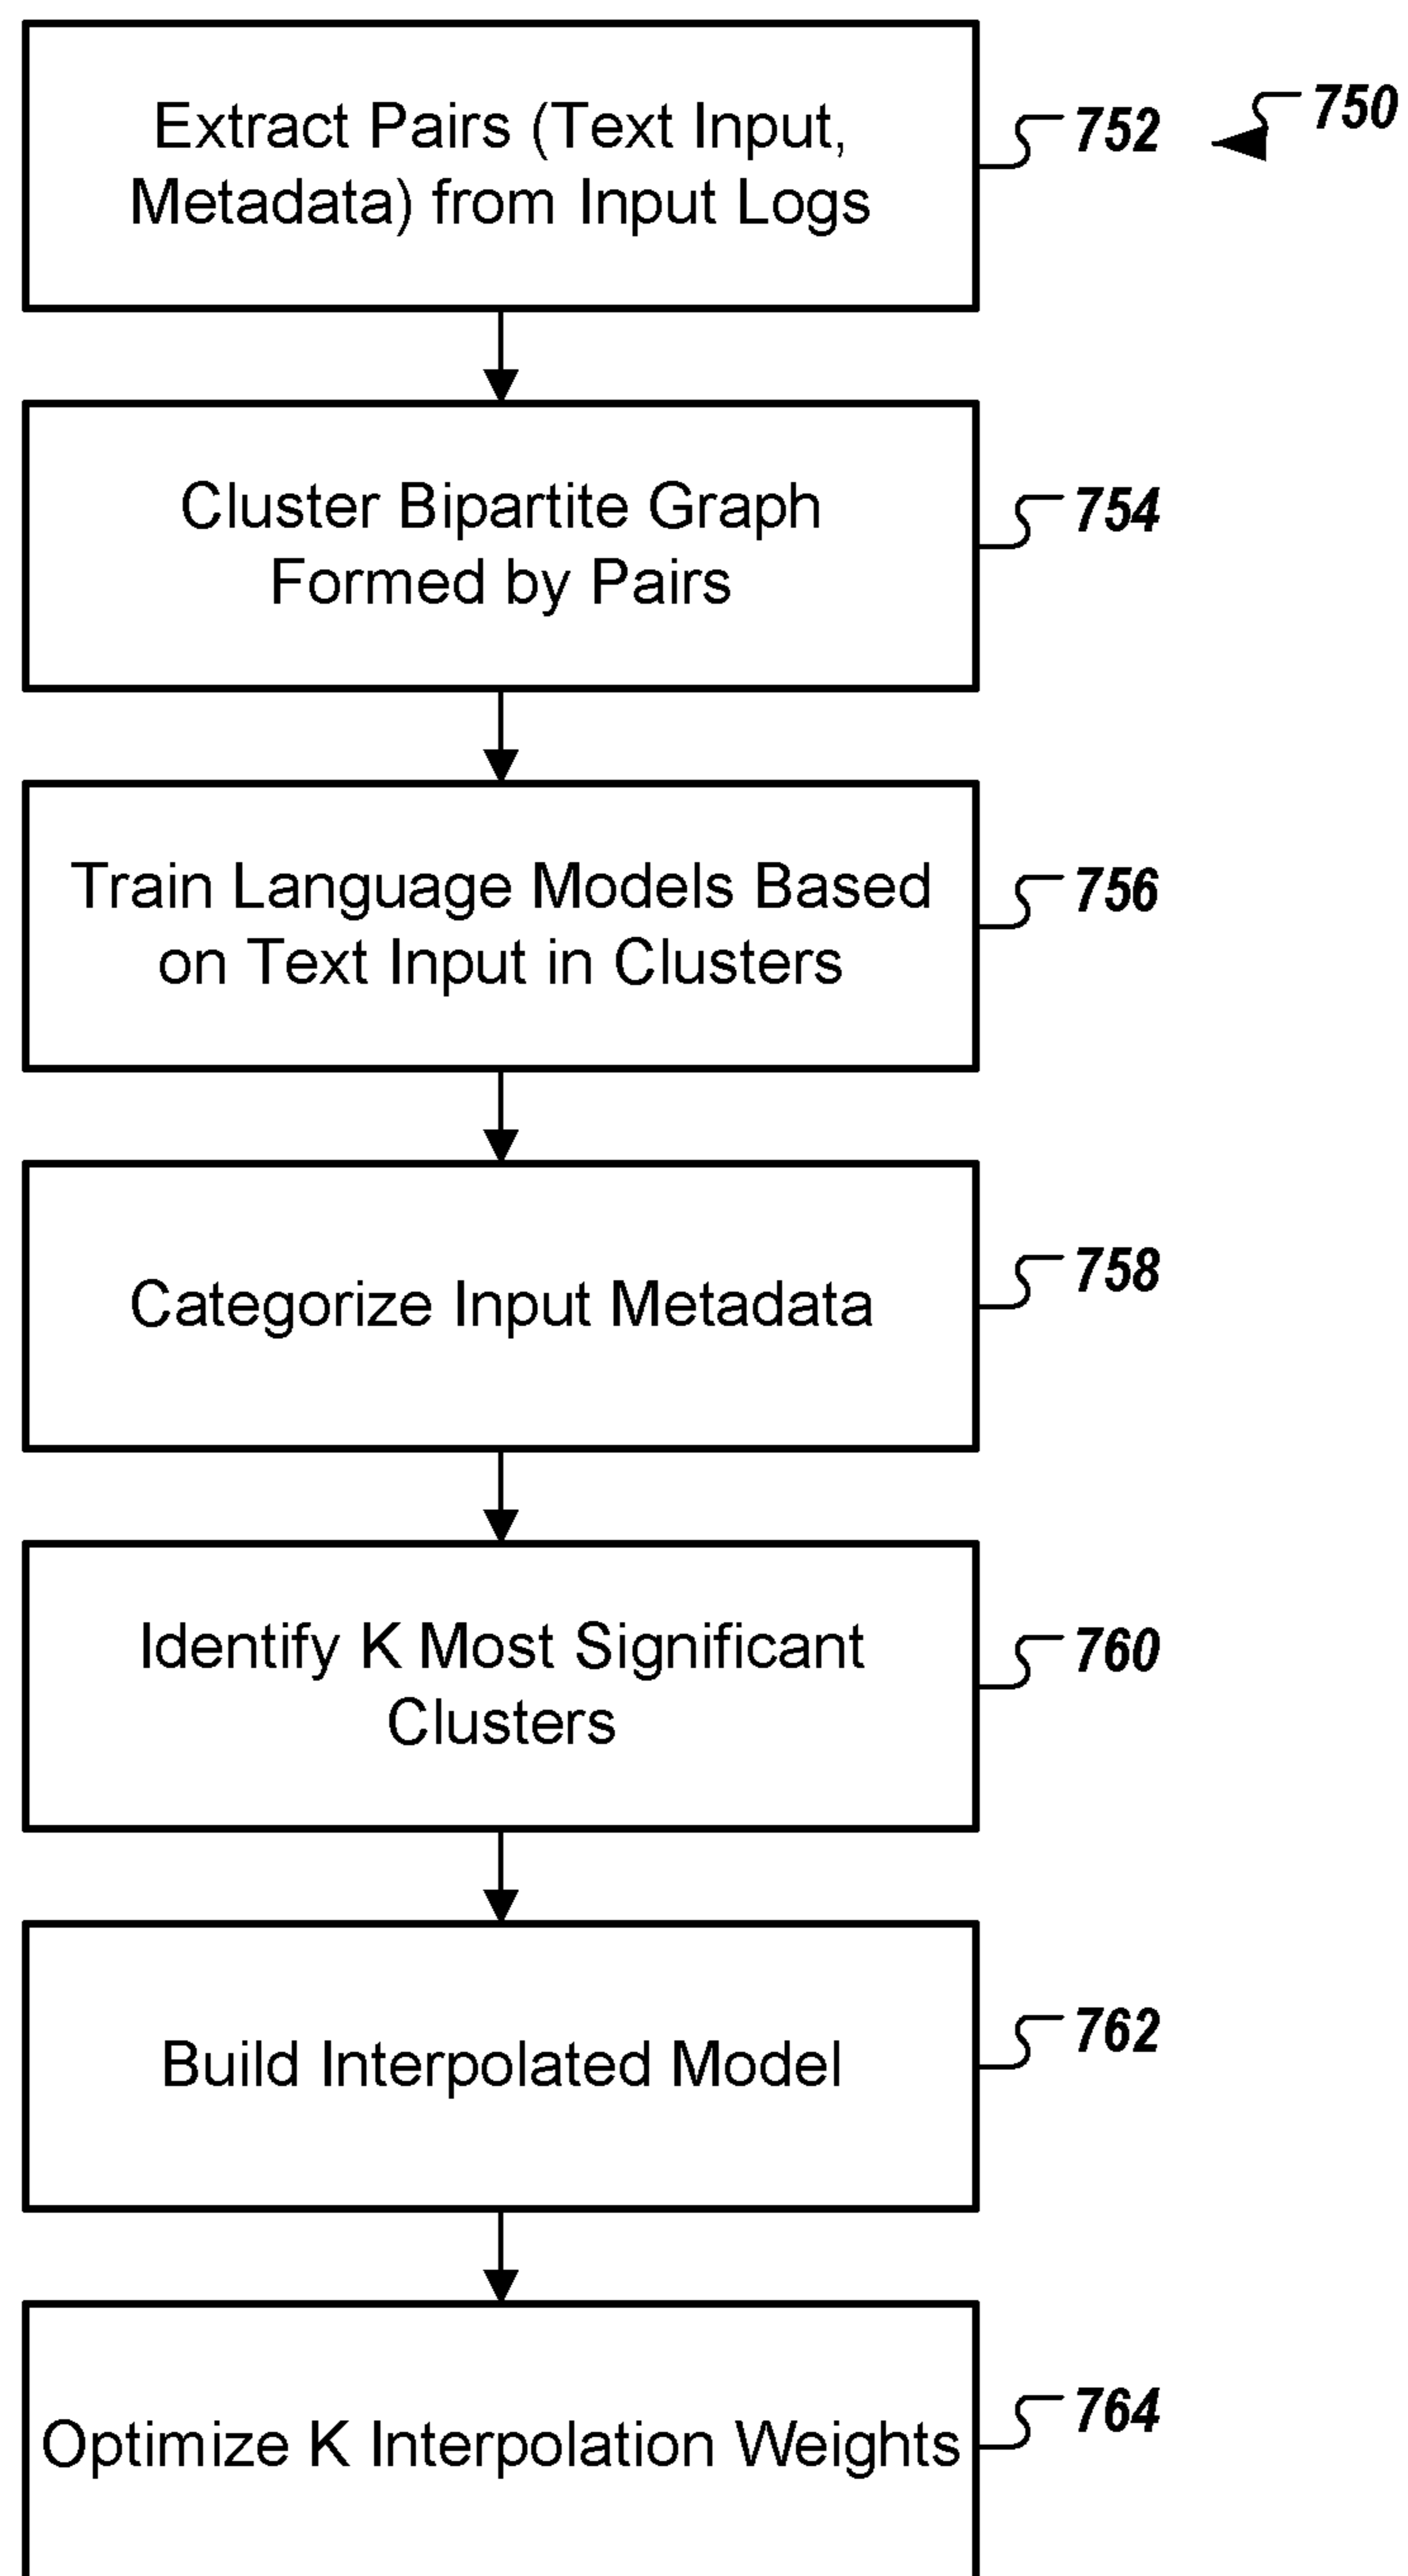 Extract Pairs (Text Input,
Metadata) from Input Logs
752
750
Cluster Bipartite Graph
Formed by Pairs
754
Train Language Models Based
on Text Input in Clusters
756
Categorize Input Metadata
758
Identify K Most Significant
Clusters
760
Build Interpolated Model
762
Optimize K Interpolation Weights
764